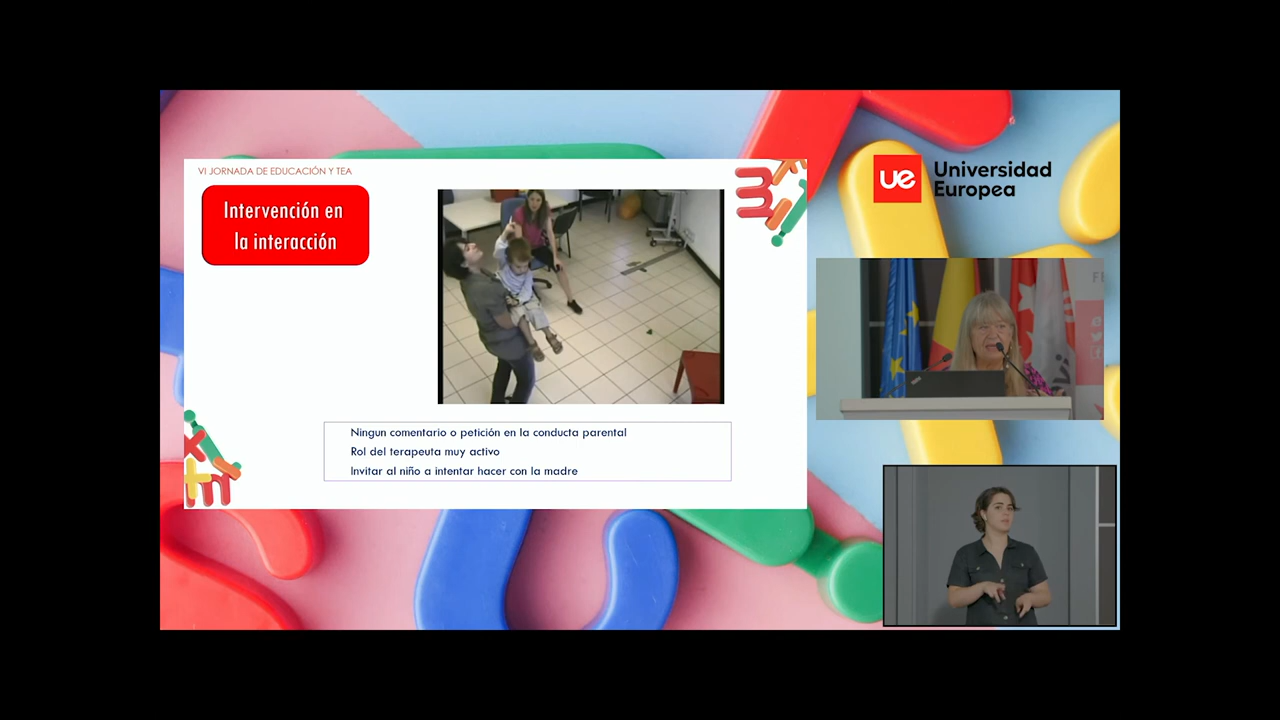 VI JORNADA DE EDUCACIÓN Y TEA
Intervención en
la interacción
Ningun comentario o petición en la conducta parental
Rol del terapeuta muy activo
Invitar al niño a intentar hacer con la madre
ue
Universidad
Europea